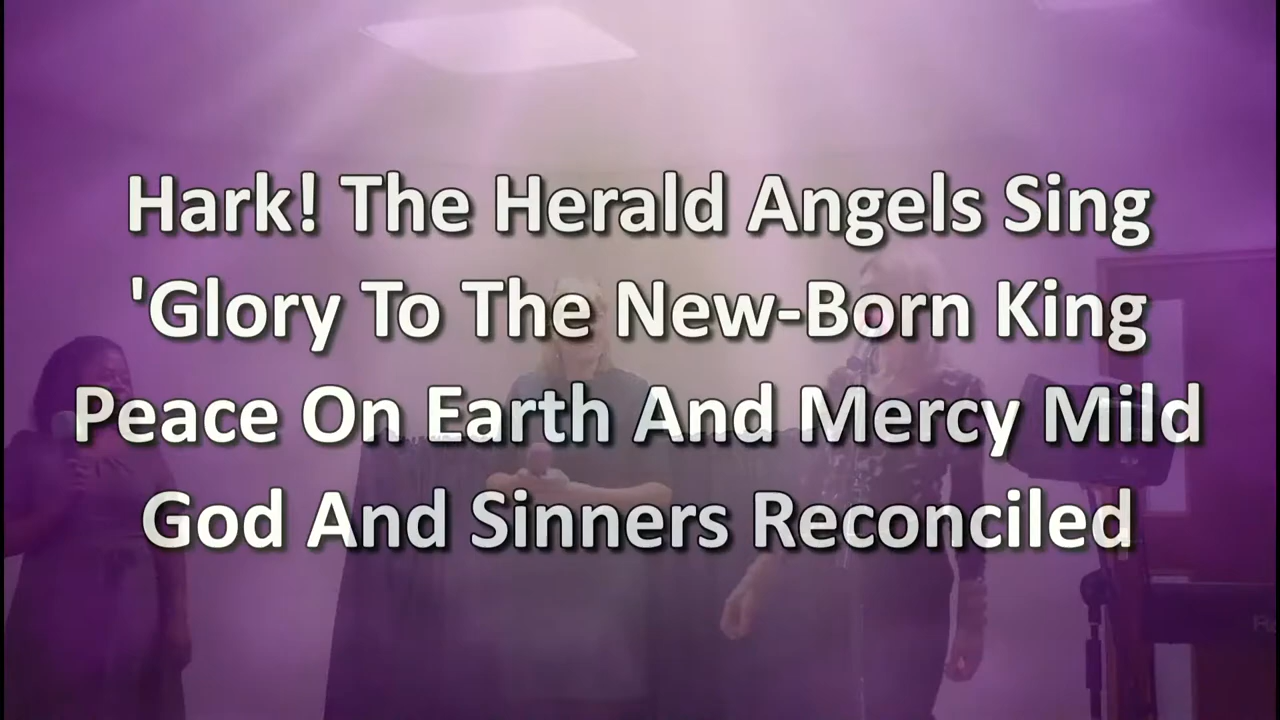 Hark! The Herald Angels Sing
'Glory To The New-Born King
Peace On Earth And Mercy Mild
God And Sinners Reconciled